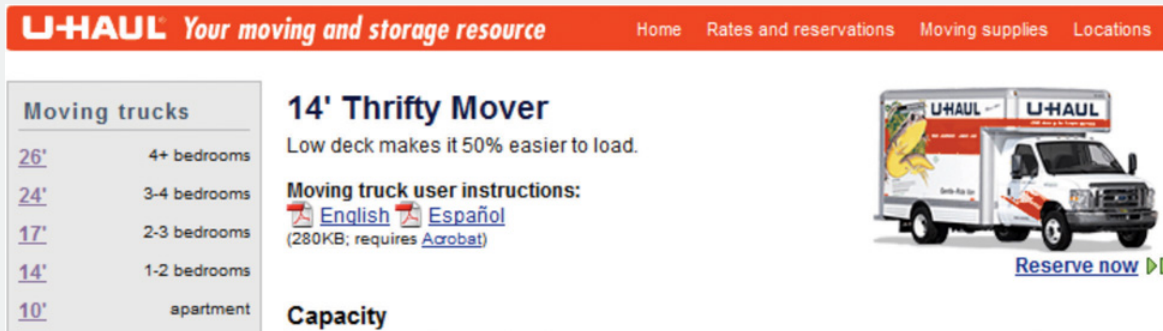 U-HAUL Your moving and storage resource
Home Rates and reservations Moving supplies Locations
Moving trucks
26' 4+ bedrooms
24' 3-4 bedrooms
17' 2-3 bedrooms
14' 1-2 bedrooms
10' apartment
14' Thrifty Mover
Low deck makes it 50% easier to load.
Moving truck user instructions:
English Español
(280KB; requires Acrobat)
Capacity
U-HAUL U-HAUL
Reserve now